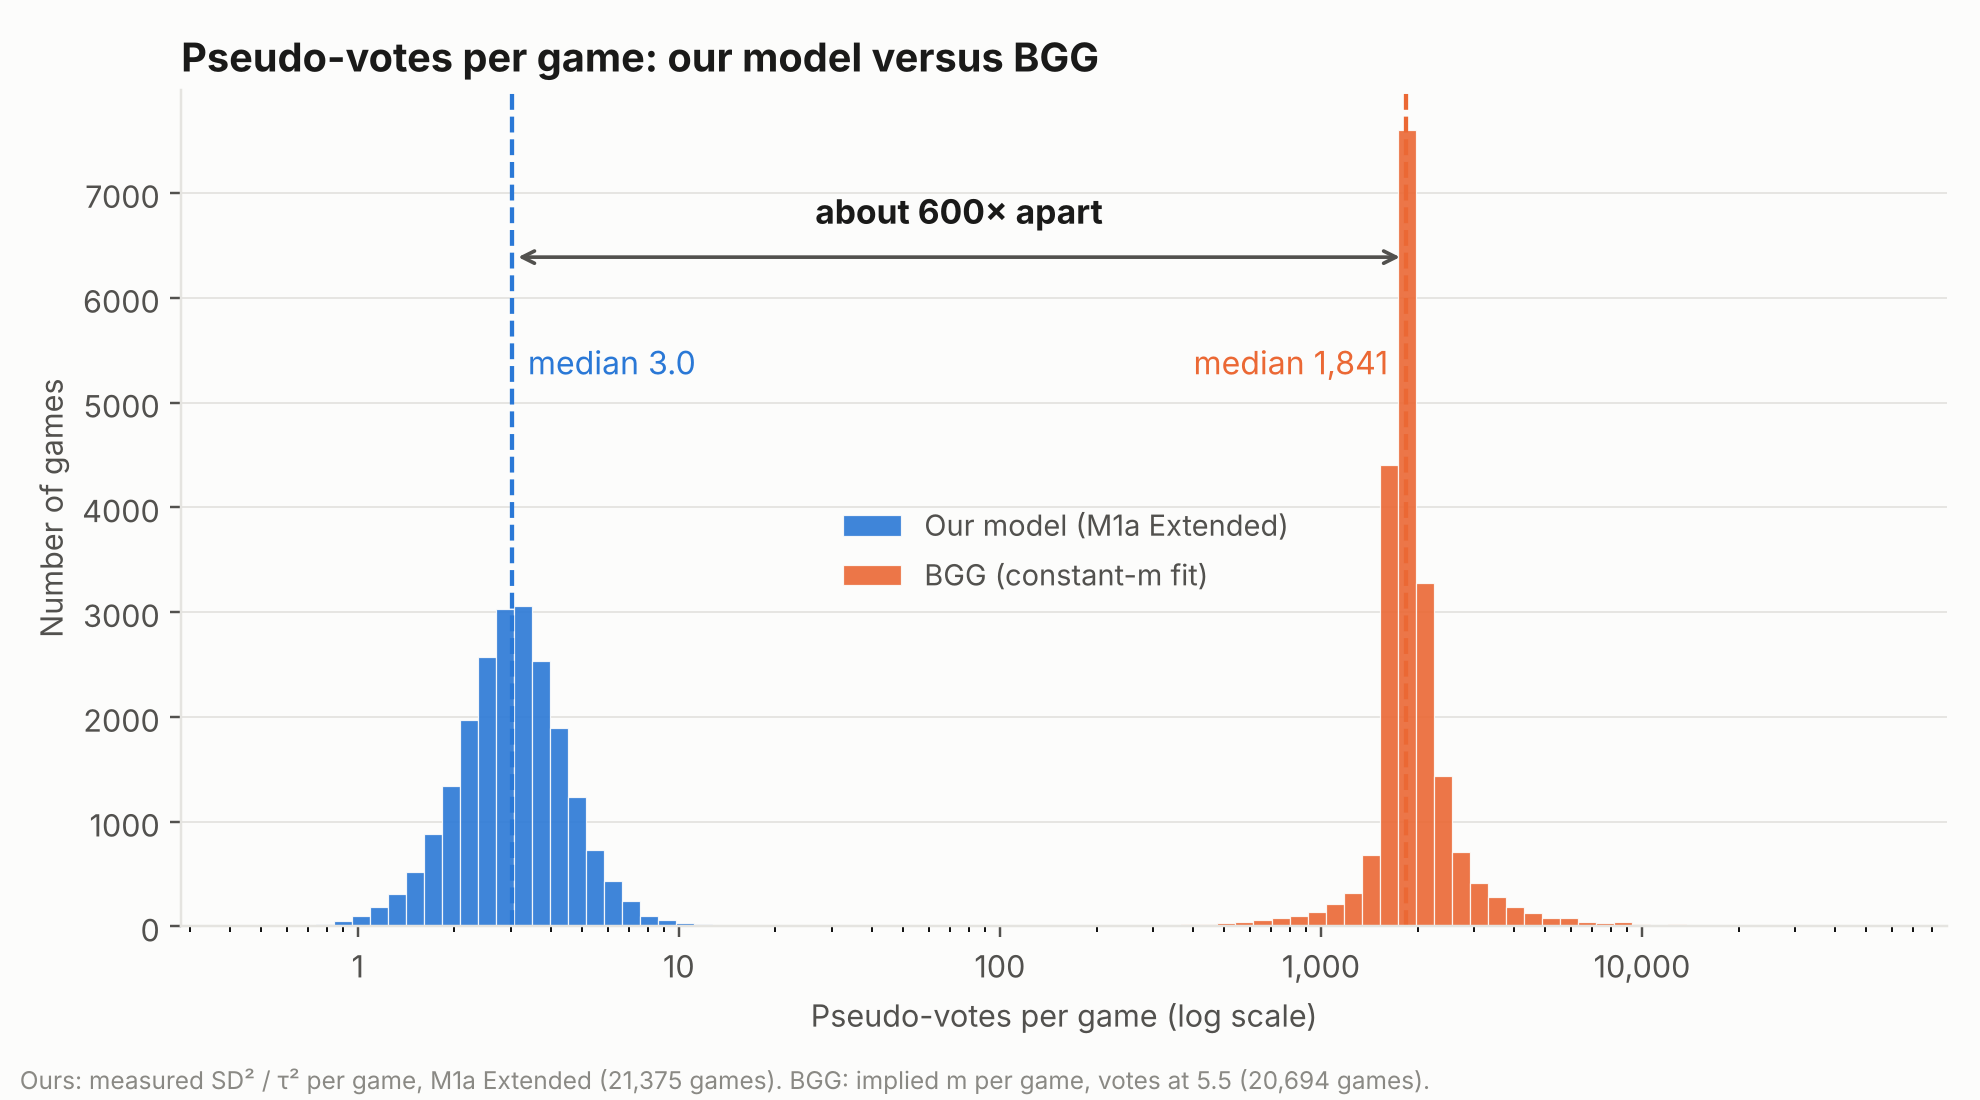 Pseudo-votes per game: our model versus BGG
about 600× apart
median 3.0
median 1,841
Our model (M1a Extended)
BGG (constant-m fit)
Number of games
7000
6000
5000
4000
3000
2000
1000
0
1
10
100
1,000
10,000
Pseudo-votes per game (log scale)
Ours: measured SD² / τ² per game, M1a Extended (21,375 games). BGG: implied m per game, votes at 5.5 (20,694 games).